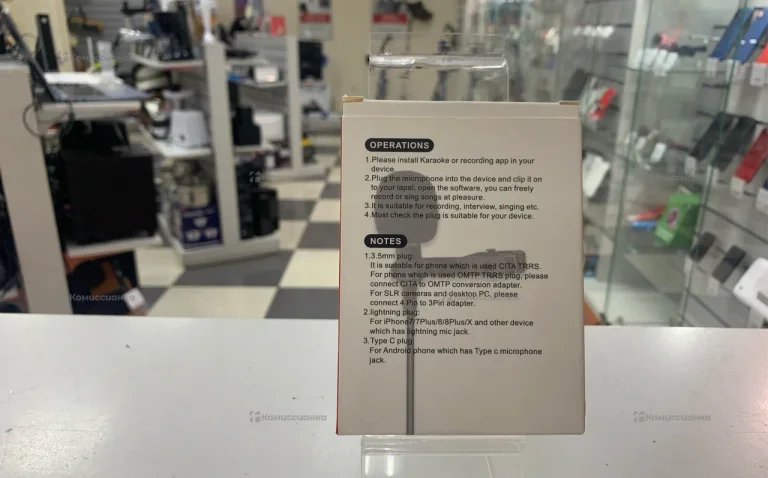 OPERATIONS
1.Please install Karaoke or recording app in your
device.
2.Plug the microphone into the device and clip it on
to your lapel, open the software, you can freely
record or sing songs at pleasure.
3.It is suitable for recording, interview, singing etc.
4.Must check the plug is suitable for your device.
NOTES
1.3.5mm plug:
It is suitable for phone which is used CITA TRRS.
For phone which is used OMTP TRRS plug, please
connect CITA to OMTP conversion adapter.
For SLR cameras and desktop PC, please
connect 4 Pin to 3Piri adapter.
2.lightning plug:
For iPhone7/7Plus/8/8Plus/X and other device
which has lightning mic jack.
3.Type C plug
For Android phone which has Type c microphone
jack.
Комиссионка
Комиссионка
Комиссионка
Комиссионка
Комиссионка